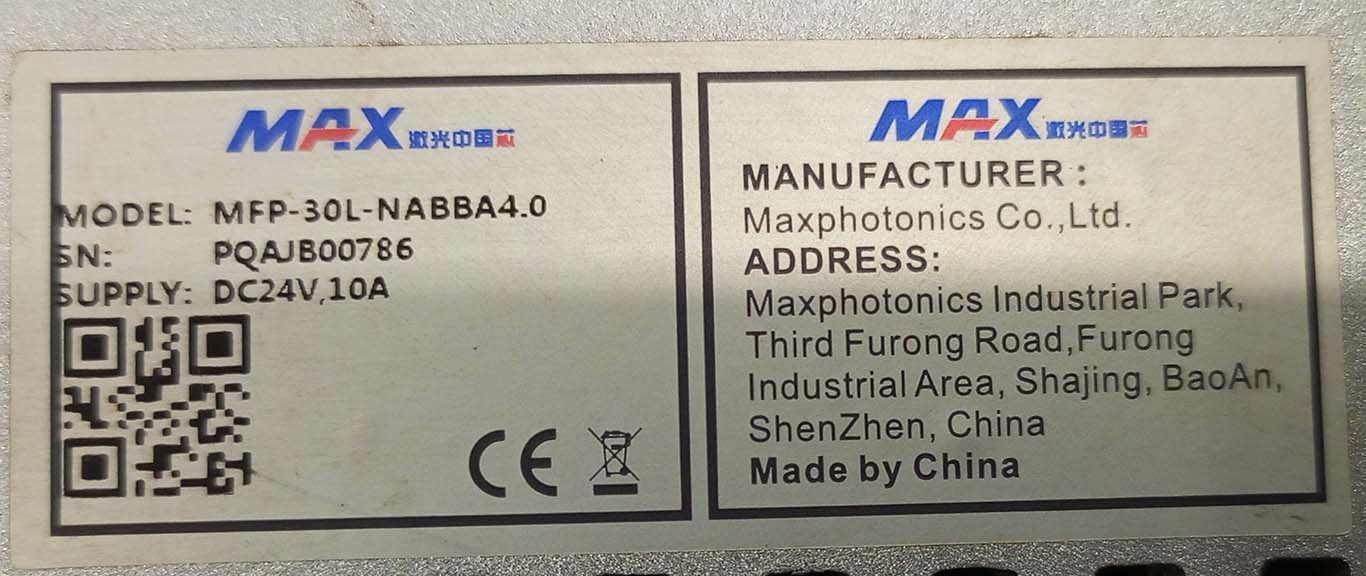 MAX 激光中国芯
MODEL: MFP-30L-NABBA4.0
SN: PQAJB00786
SUPPLY: DC24V,10A
CE
MAX 激光中国芯
MANUFACTURER :
Maxphotonics Co.,Ltd.
ADDRESS:
Maxphotonics Industrial Park,
Third Furong Road,Furong
Industrial Area, Shajing, BaoAn,
ShenZhen, China
Made by China